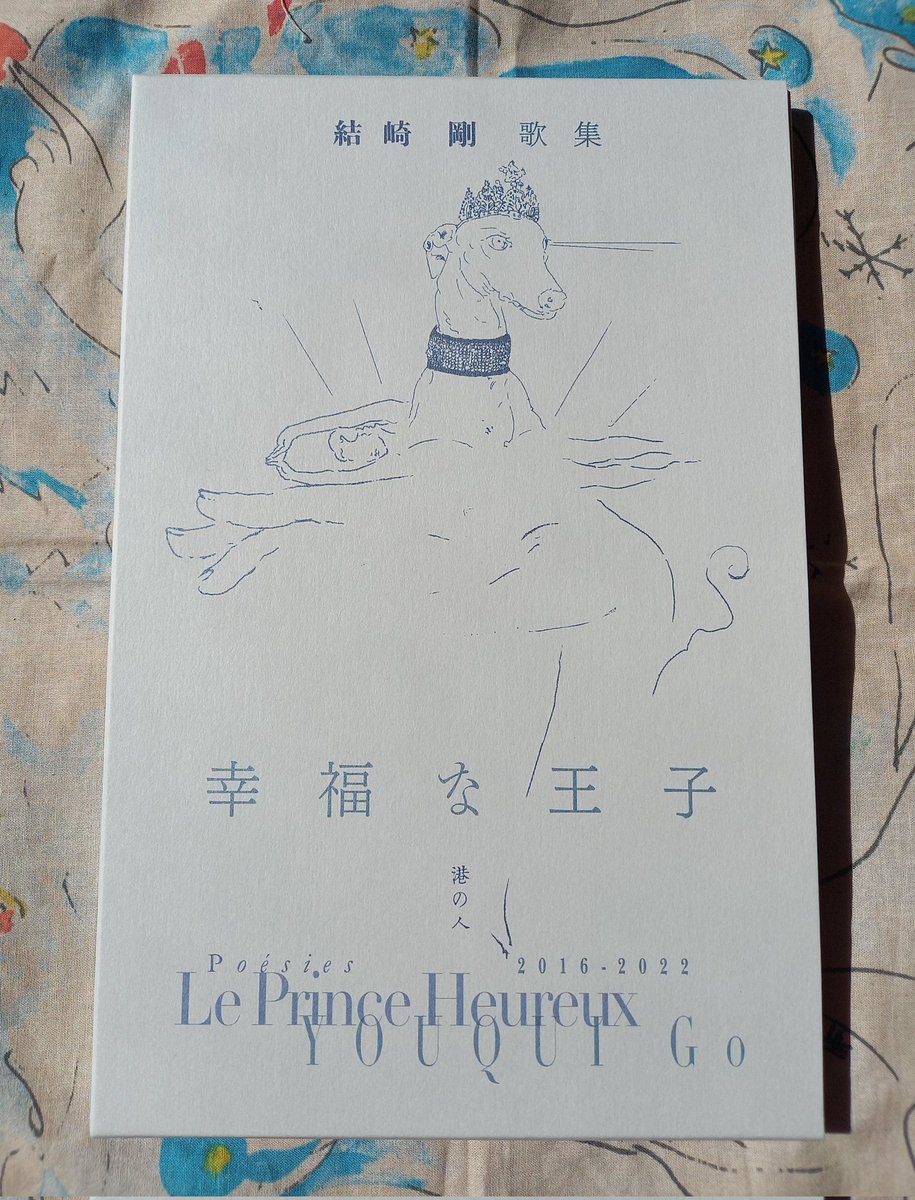 結崎剛 歌集
幸福な王子
港の人
Poésies 2016-2022
Le Prince Heureux
YOUQUI Go